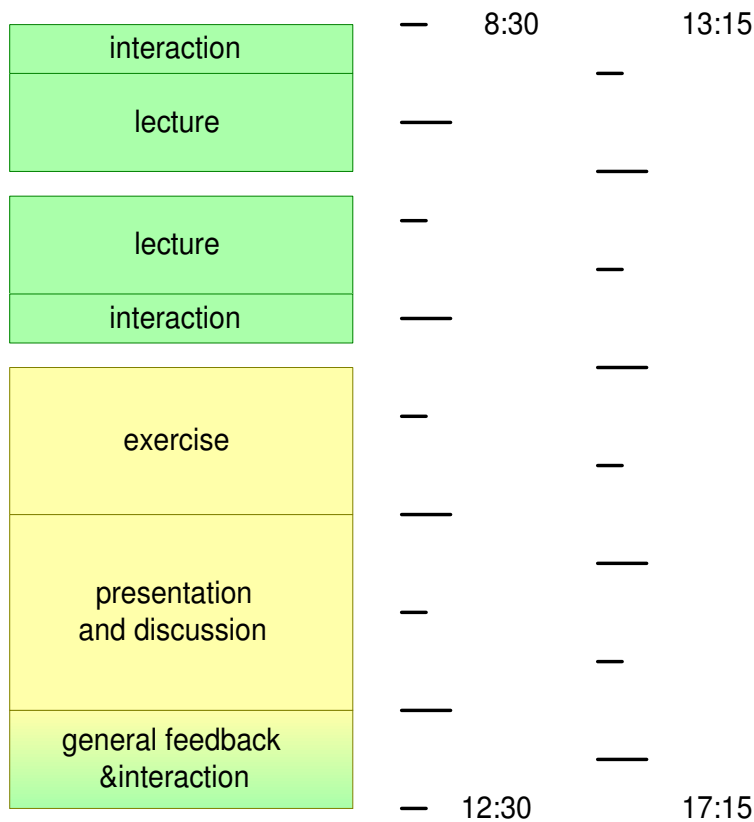 interaction
8:30
13:15
lecture
lecture
interaction
exercise
presentation
and discussion
general feedback
&interaction
12:30
17:15